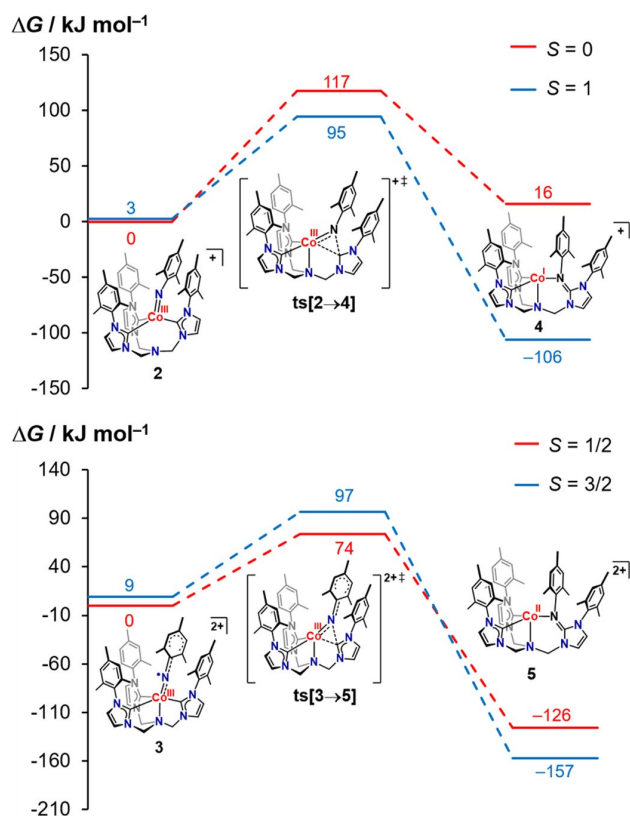 ΔG / kJ mol⁻¹
150
100
50
0
−50
−100
−150
S = 0
S = 1
117
95
3
0
16
−106
Co III
N
+
2
+‡
ts[2→4]
Co I
+
4
ΔG / kJ mol⁻¹
140
90
40
-10
-60
-110
-160
-210
S = 1/2
S = 3/2
97
74
9
0
−126
−157
Co III
N
2+
3
2+‡
Co III
ts[3→5]
Co II
2+
5